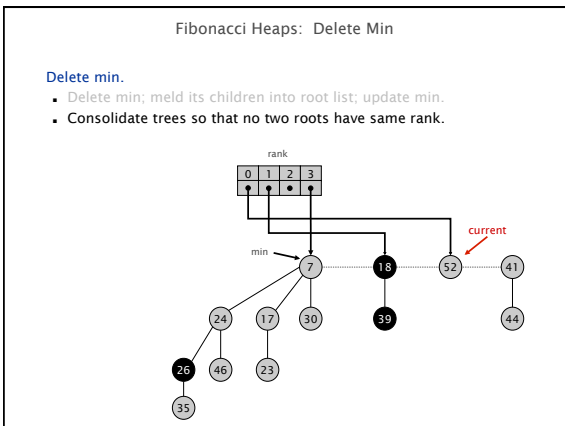 Fibonacci Heaps: Delete Min
Delete min.
▪ Delete min; meld its children into root list; update min.
▪ Consolidate trees so that no two roots have same rank.
rank
0 1 2 3
current
min
7 18 52 41
24 17 30 39 44
26 46 23
35